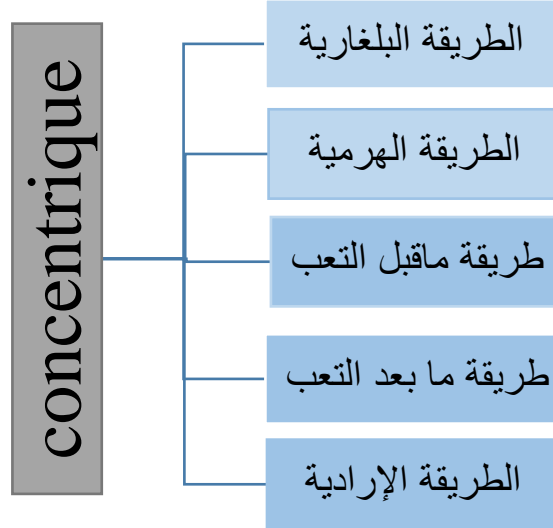 concentrique
الطريقة البلغارية
الطريقة الهرمية
طريقة ماقبل التعب
طريقة ما بعد التعب
الطريقة الإرادية